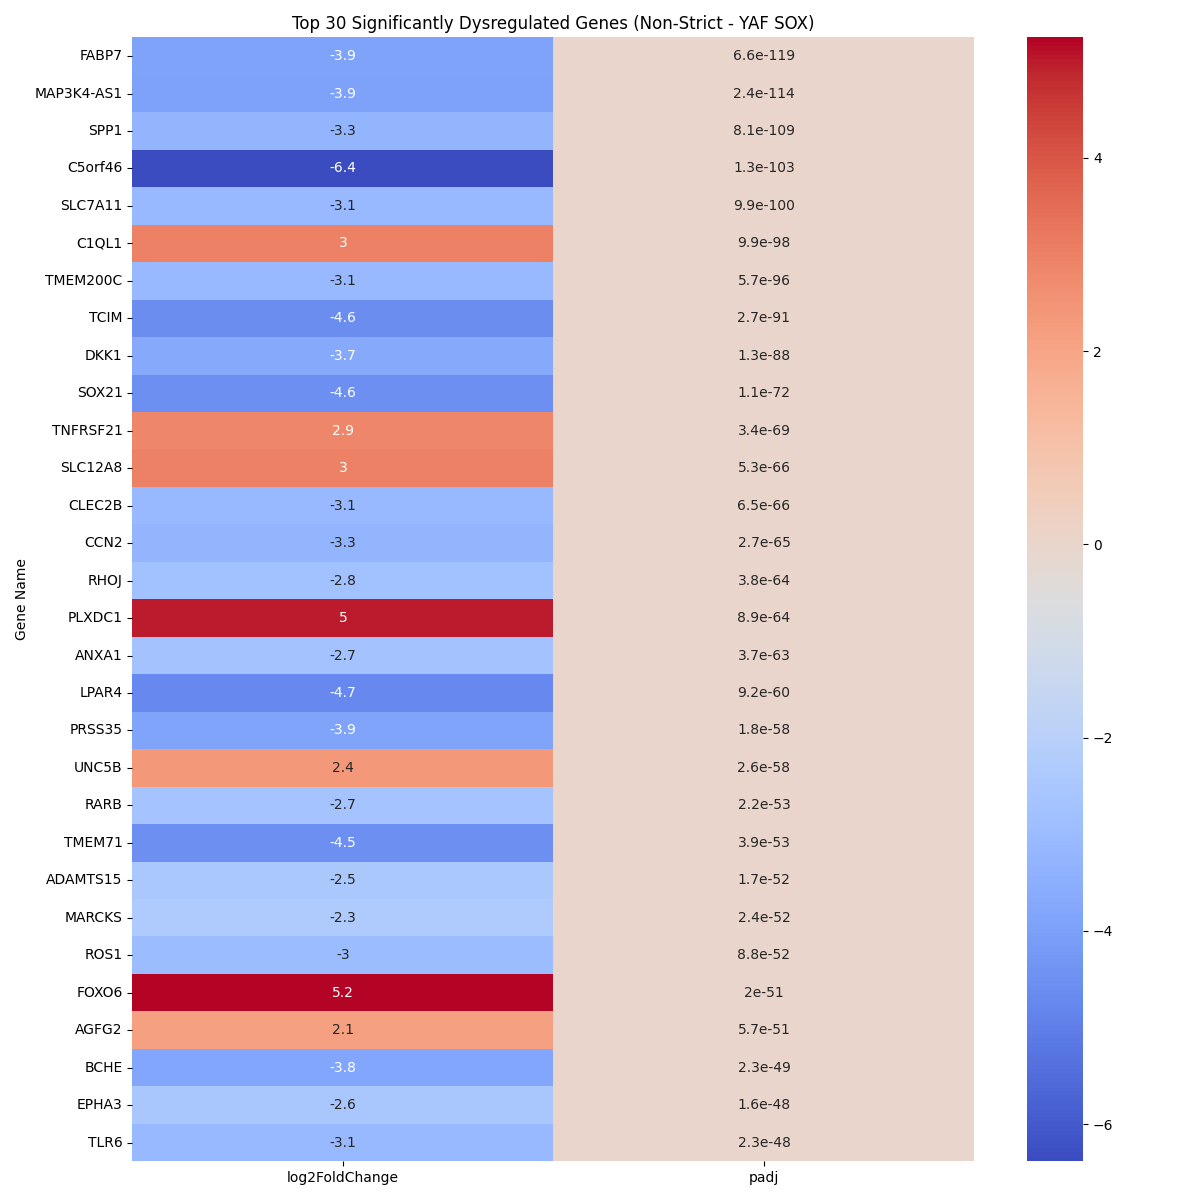 Top 30 Significantly Dysregulated Genes (Non-Strict - YAF SOX)
Gene Name
FABP7 -3.9 6.6e-119
MAP3K4-AS1 -3.9 2.4e-114
SPP1 -3.3 8.1e-109
C5orf46 -6.4 1.3e-103
SLC7A11 -3.1 9.9e-100
C1QL1 3 9.9e-98
TMEM200C -3.1 5.7e-96
TCIM -4.6 2.7e-91
DKK1 -3.7 1.3e-88
SOX21 -4.6 1.1e-72
TNFRSF21 2.9 3.4e-69
SLC12A8 3 5.3e-66
CLEC2B -3.1 6.5e-66
CCN2 -3.3 2.7e-65
RHOJ -2.8 3.8e-64
PLXDC1 5 8.9e-64
ANXA1 -2.7 3.7e-63
LPAR4 -4.7 9.2e-60
PRSS35 -3.9 1.8e-58
UNC5B 2.4 2.6e-58
RARB -2.7 2.2e-53
TMEM71 -4.5 3.9e-53
ADAMTS15 -2.5 1.7e-52
MARCKS -2.3 2.4e-52
ROS1 -3 8.8e-52
FOXO6 5.2 2e-51
AGFG2 2.1 5.7e-51
BCHE -3.8 2.3e-49
EPHA3 -2.6 1.6e-48
TLR6 -3.1 2.3e-48
log2FoldChange padj
4
2
0
−2
−4
−6